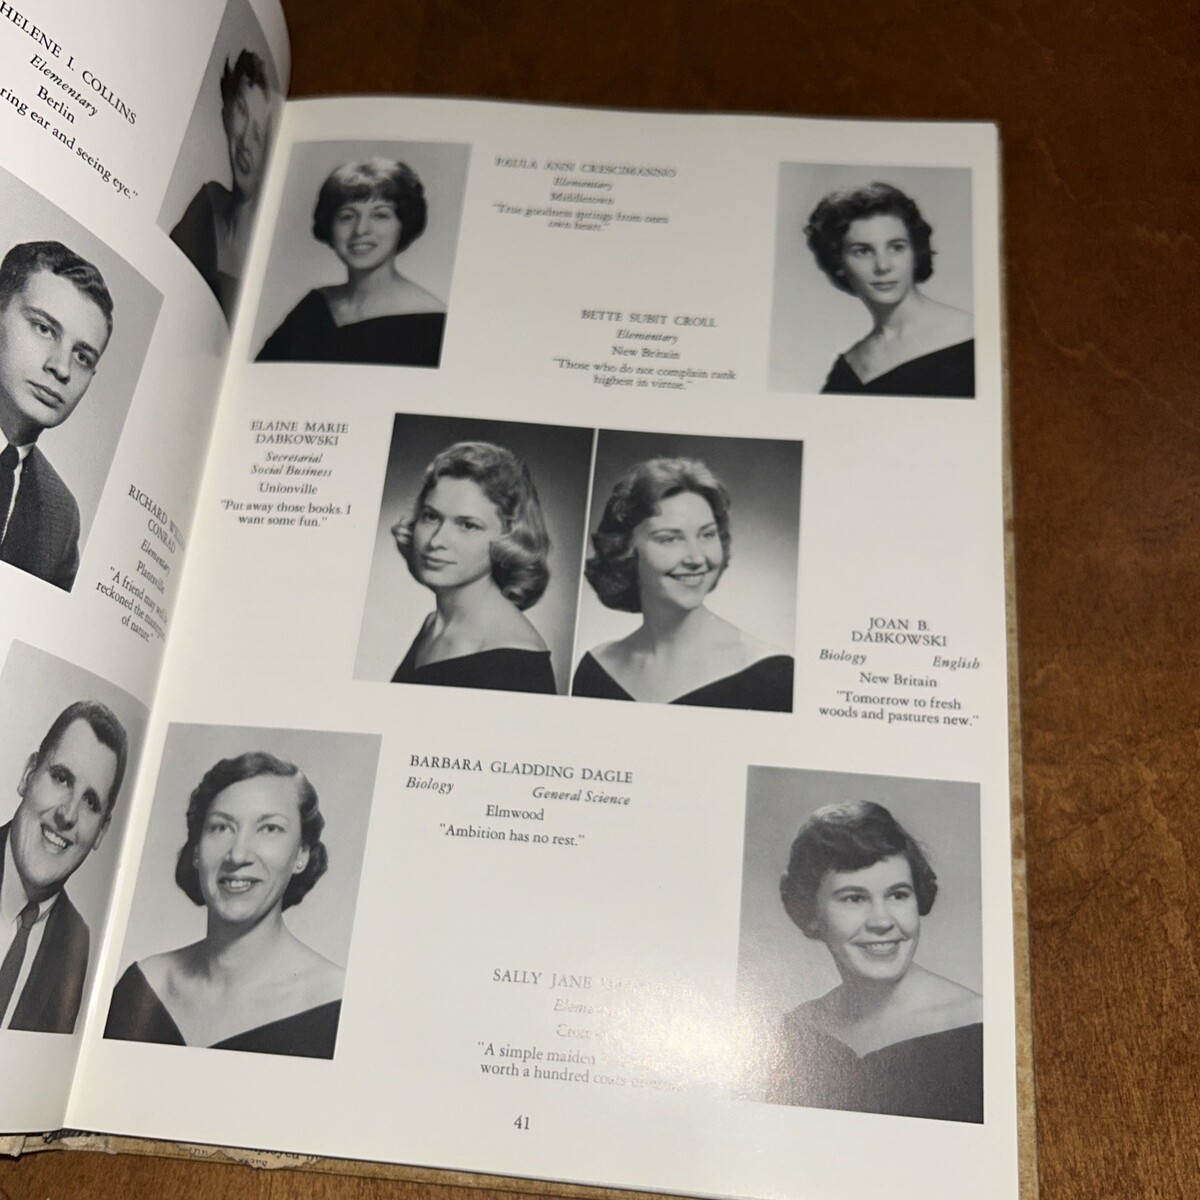 HELENE I. COLLINS
Elementary
Berlin
ring ear and seeing eye."
RICHARD
CONRAD
Elementary
Plantsville
"A friend may well be
reckoned the masterpiece
of nature."
PAULA ANN CRESCIMANNO
Elementary
Middletown
"True goodness springs from ones
own heart."
BETTE SUBIT CROLL
Elementary
New Britain
"Those who do not complain rank
highest in virtue."
ELAINE MARIE
DABKOWSKI
Secretarial
Social Business
Unionville
"Put away those books. I
want some fun."
JOAN B.
DABKOWSKI
Biology English
New Britain
"Tomorrow to fresh
woods and pastures new."
BARBARA GLADDING DAGLE
Biology General Science
Elmwood
"Ambition has no rest."
SALLY JANE
"A simple maiden
worth a hundred coats
41